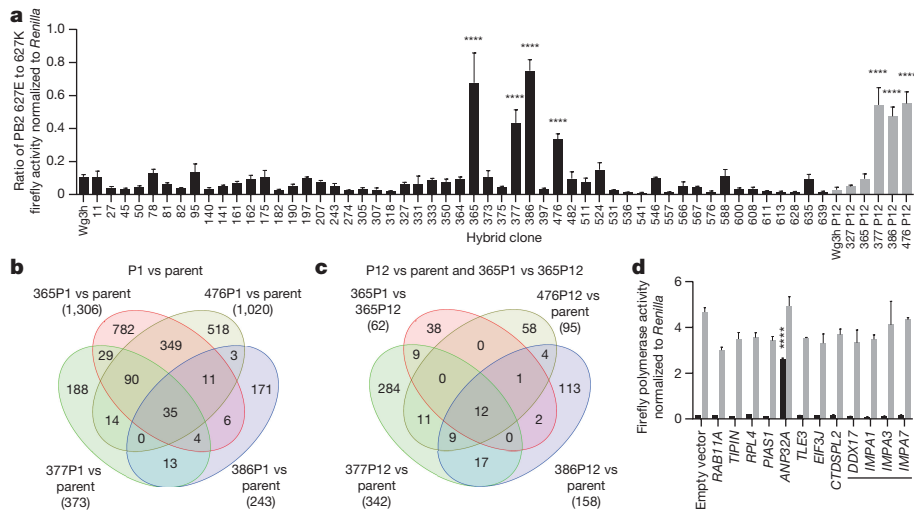 a
Ratio of PB2 627E to 627K
firefly activity normalized to Renilla
1.0
0.8
0.6
0.4
0.2
0
****
****
****
****
****
****
****
Wg3h
11
27
45
50
78
81
82
95
140
141
161
162
175
182
190
197
207
243
274
305
307
318
327
331
333
350
364
365
373
375
377
386
397
476
482
511
524
531
536
541
546
557
566
567
576
588
600
608
611
613
628
635
639
Wg3h P12
327 P12
365 P12
377 P12
386 P12
476 P12
Hybrid clone
b
P1 vs parent
365P1 vs parent
(1,306)
476P1 vs parent
(1,020)
782
518
349
29
3
188
90
11
171
35
14
6
0
4
13
377P1 vs
parent
(373)
386P1 vs
parent
(243)
c
P12 vs parent and 365P1 vs 365P12
365P1 vs
365P12
(62)
476P12 vs
parent
(95)
38
58
0
9
4
284
0
1
113
12
11
2
9
0
17
377P12 vs
parent
(342)
386P12 vs
parent
(158)
d
Firefly polymerase activity
normalized to Renilla
6
4
2
0
****
Empty vector
RAB11A
TIPIN
RPL4
PIAS1
ANP32A
TLE3
EIF3J
CTDSPL2
DDX17
IMPA1
IMPA3
IMPA7